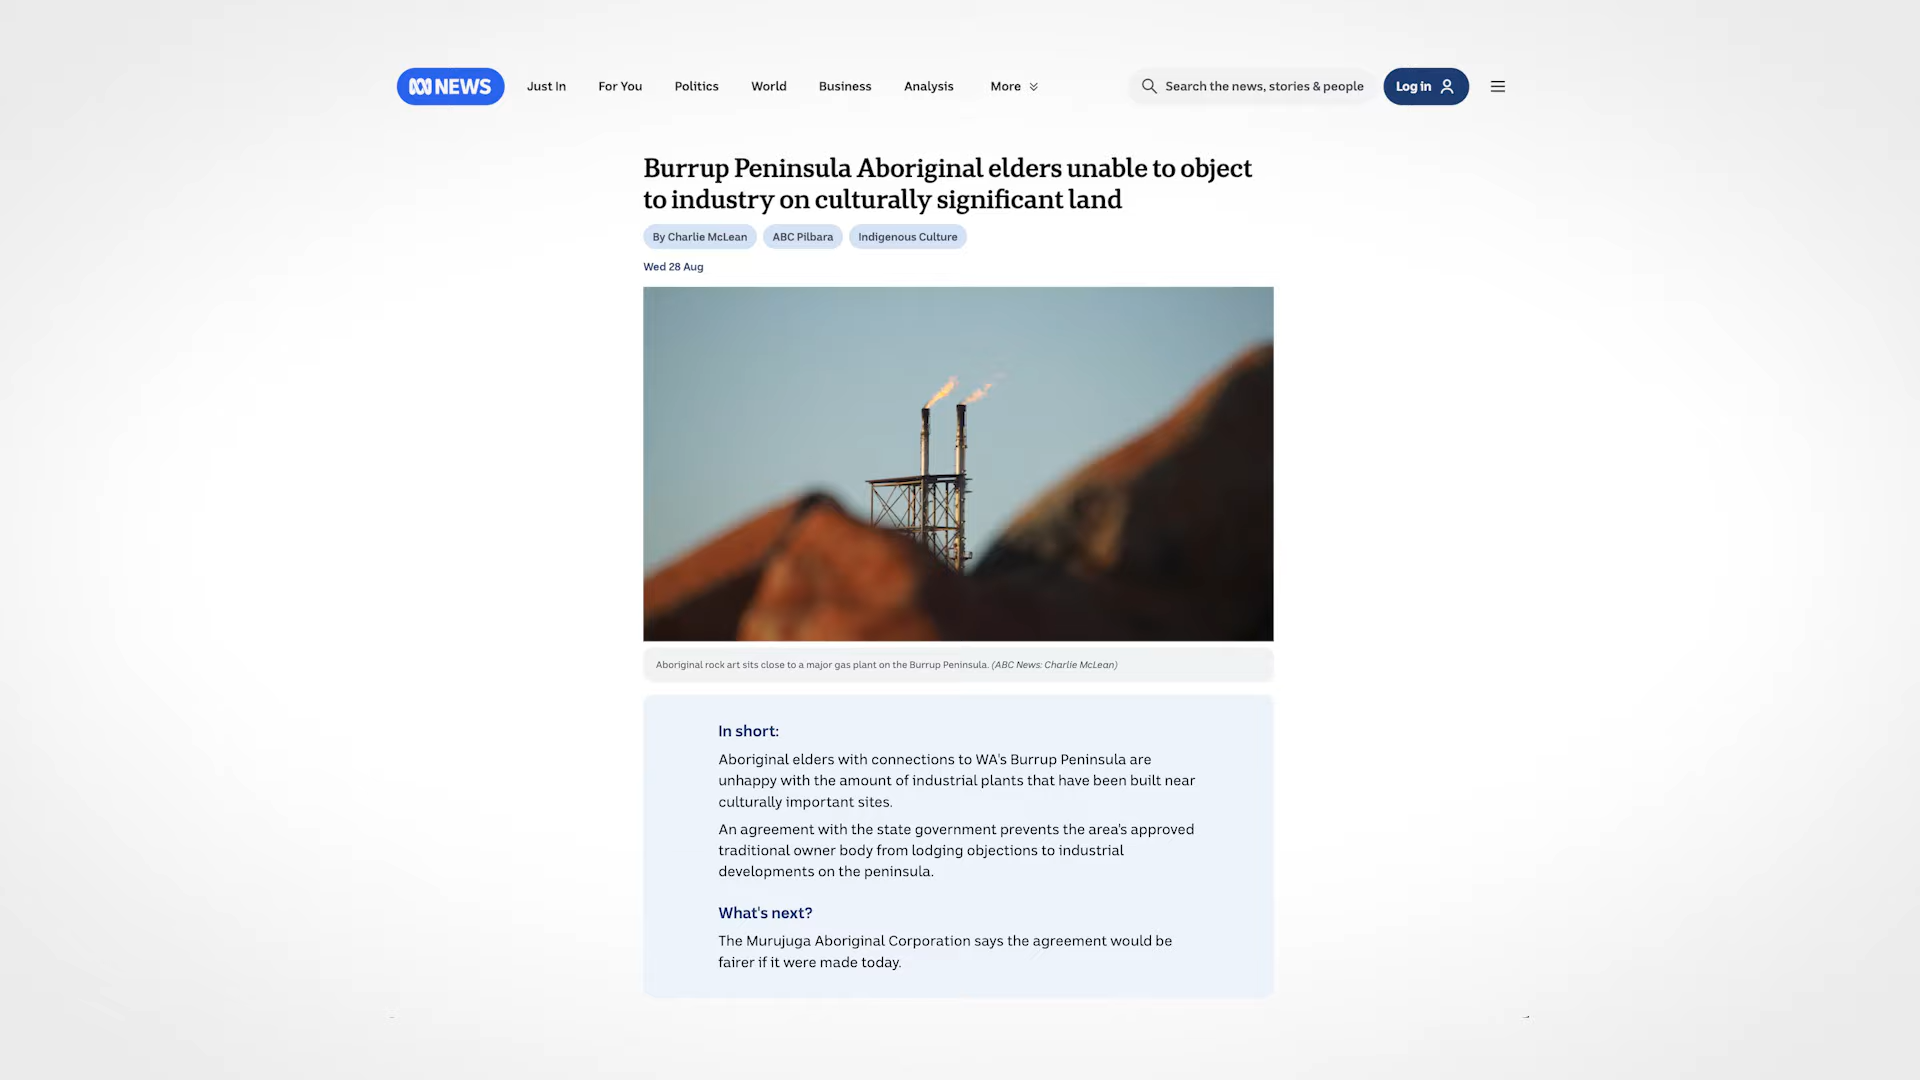 NEWS Just In For You Politics World Business Analysis More Search the news, stories & people Log in
Burrup Peninsula Aboriginal elders unable to object
to industry on culturally significant land
By Charlie McLean ABC Pilbara Indigenous Culture
Wed 28 Aug
Aboriginal rock art sits close to a major gas plant on the Burrup Peninsula. (ABC News: Charlie McLean)
In short:
Aboriginal elders with connections to WA's Burrup Peninsula are
unhappy with the amount of industrial plants that have been built near
culturally important sites.
An agreement with the state government prevents the area's approved
traditional owner body from lodging objections to industrial
developments on the peninsula.
What's next?
The Murujuga Aboriginal Corporation says the agreement would be
fairer if it were made today.